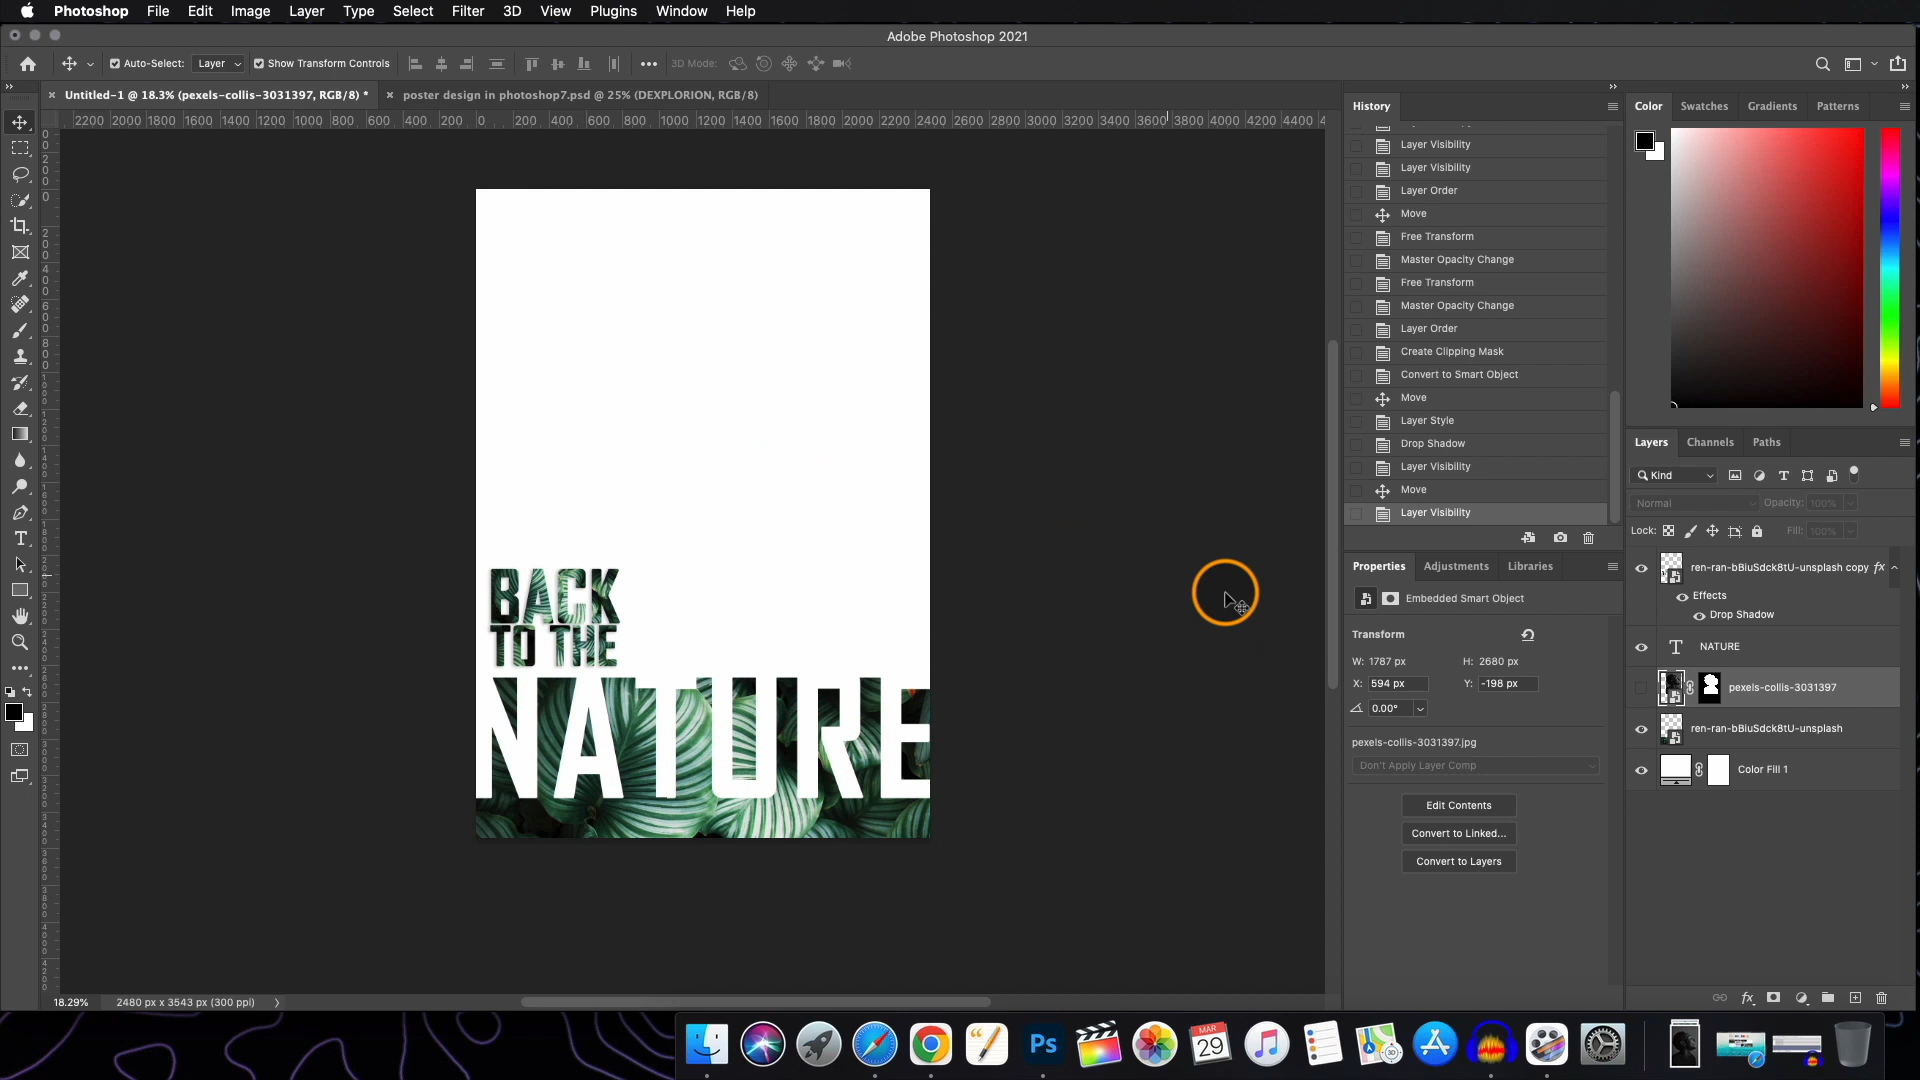 Photoshop File Edit Image Layer Type Select Filter 3D View Plugins Window Help
Adobe Photoshop 2021
Auto-Select: Layer Show Transform Controls 3D Mode:
Untitled-1 @ 18.3% (pexels-collis-3031397, RGB/8) * poster design in photoshop7.psd @ 25% (DEXPLORION, RGB/8)
2200 2000 1800 1600 1400 1200 1000 800 600 400 200 0 200 400 600 800 1000 1200 1400 1600 1800 2000 2200 2400 2600 2800 3000 3200 3400 3600 3800 4000 4200 4400
BACK
TO THE
NATURE
18.29% 2480 px x 3543 px (300 ppi)
History
Layer Visibility
Layer Visibility
Layer Order
Move
Free Transform
Master Opacity Change
Free Transform
Master Opacity Change
Layer Order
Create Clipping Mask
Convert to Smart Object
Move
Layer Style
Drop Shadow
Layer Visibility
Move
Layer Visibility
Properties Adjustments Libraries
Embedded Smart Object
Transform
W: 1787 px H: 2680 px
X: 594 px Y: -198 px
0.00°
pexels-collis-3031397.jpg
Don't Apply Layer Comp
Edit Contents
Convert to Linked...
Convert to Layers
Color Swatches Gradients Patterns
Layers Channels Paths
Kind
Normal Opacity: 100%
Lock: Fill: 100%
ren-ran-bBiuSdck8tU-unsplash copy fx
Effects
Drop Shadow
T NATURE
pexels-collis-3031397
ren-ran-bBiuSdck8tU-unsplash
Color Fill 1
fx
Ps
MAR
29
3D